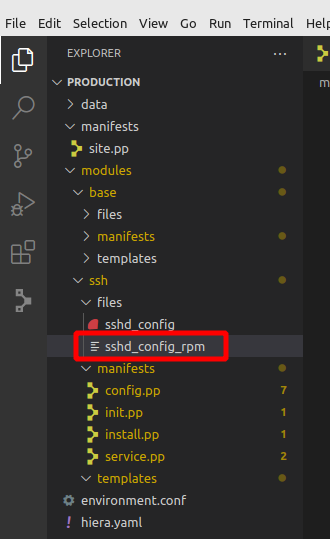 File Edit Selection View Go Run Terminal
EXPLORER ...
PRODUCTION
data
manifests
site.pp
modules
base
files
manifests
templates
ssh
files
sshd_config
sshd_config_rpm
manifests
config.pp 7
init.pp 1
install.pp 1
service.pp 2
templates
environment.conf
hiera.yaml